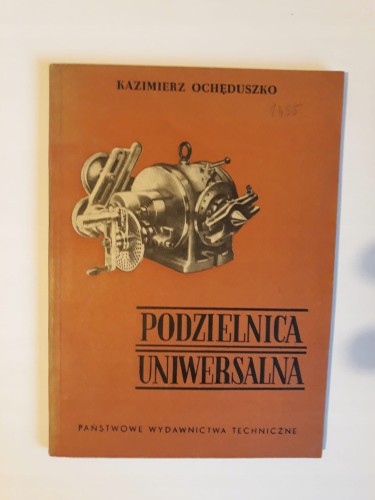 KAZIMIERZ OCHĘDUSZKO
PODZIELNICA
UNIWERSALNA
PAŃSTWOWE WYDAWNICTWA TECHNICZNE